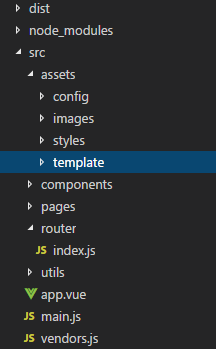 dist
node_modules
src
assets
config
images
styles
template
components
pages
router
JS index.js
utils
app.vue
JS main.js
JS vendors.js